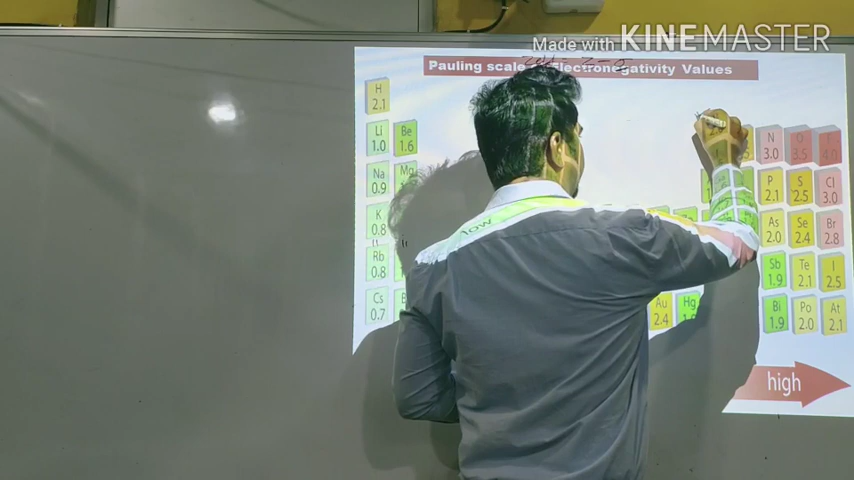 Made with KINEMASTER
Pauling scale Electronegativity Values
H
2.1
Li Be N O
1.0 1.6 3.0 3.5 4.0
Na Mg P S Cl
0.9 2.1 2.5 3.0
K As Se Br
0.8 2.0 2.4 2.8
Rb Sb Te I
0.8 1.9 2.1 2.5
Cs Au Hg Bi Po At
0.7 2.4 1.9 2.0 2.1
low
high